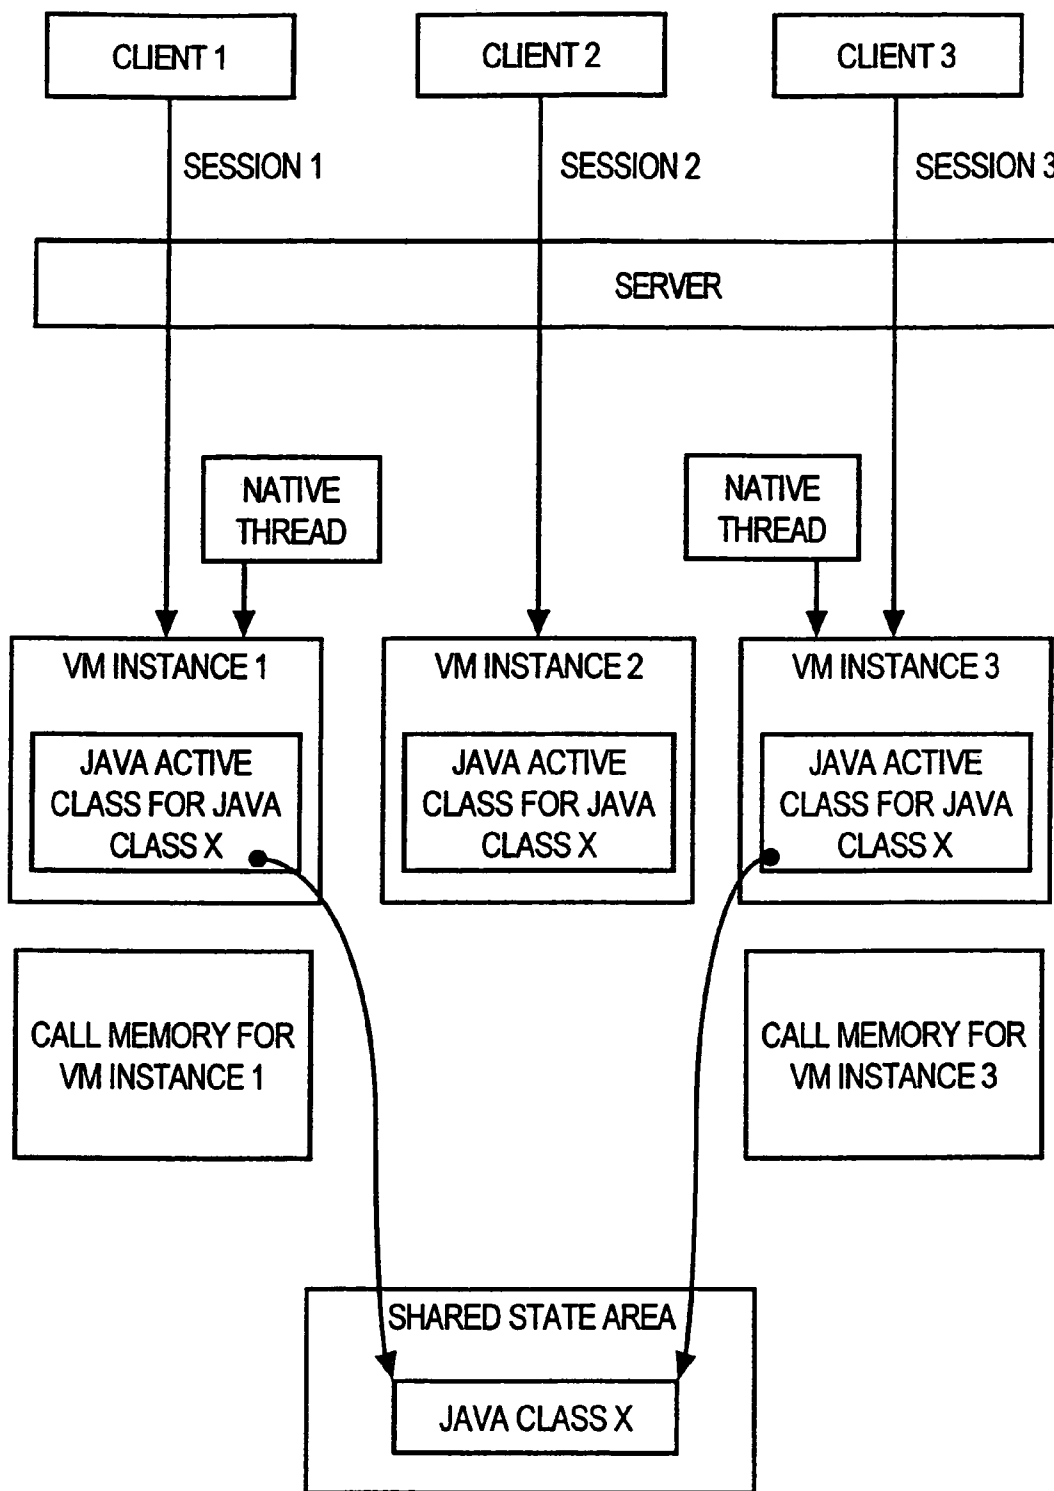 CLIENT 1
CLIENT 2
CLIENT 3
SESSION 1
SESSION 2
SESSION 3
SERVER
NATIVE
THREAD
NATIVE
THREAD
VM INSTANCE 1
JAVA ACTIVE
CLASS FOR JAVA
CLASS X
VM INSTANCE 2
JAVA ACTIVE
CLASS FOR JAVA
CLASS X
VM INSTANCE 3
JAVA ACTIVE
CLASS FOR JAVA
CLASS X
CALL MEMORY FOR
VM INSTANCE 1
CALL MEMORY FOR
VM INSTANCE 3
SHARED STATE AREA
JAVA CLASS X